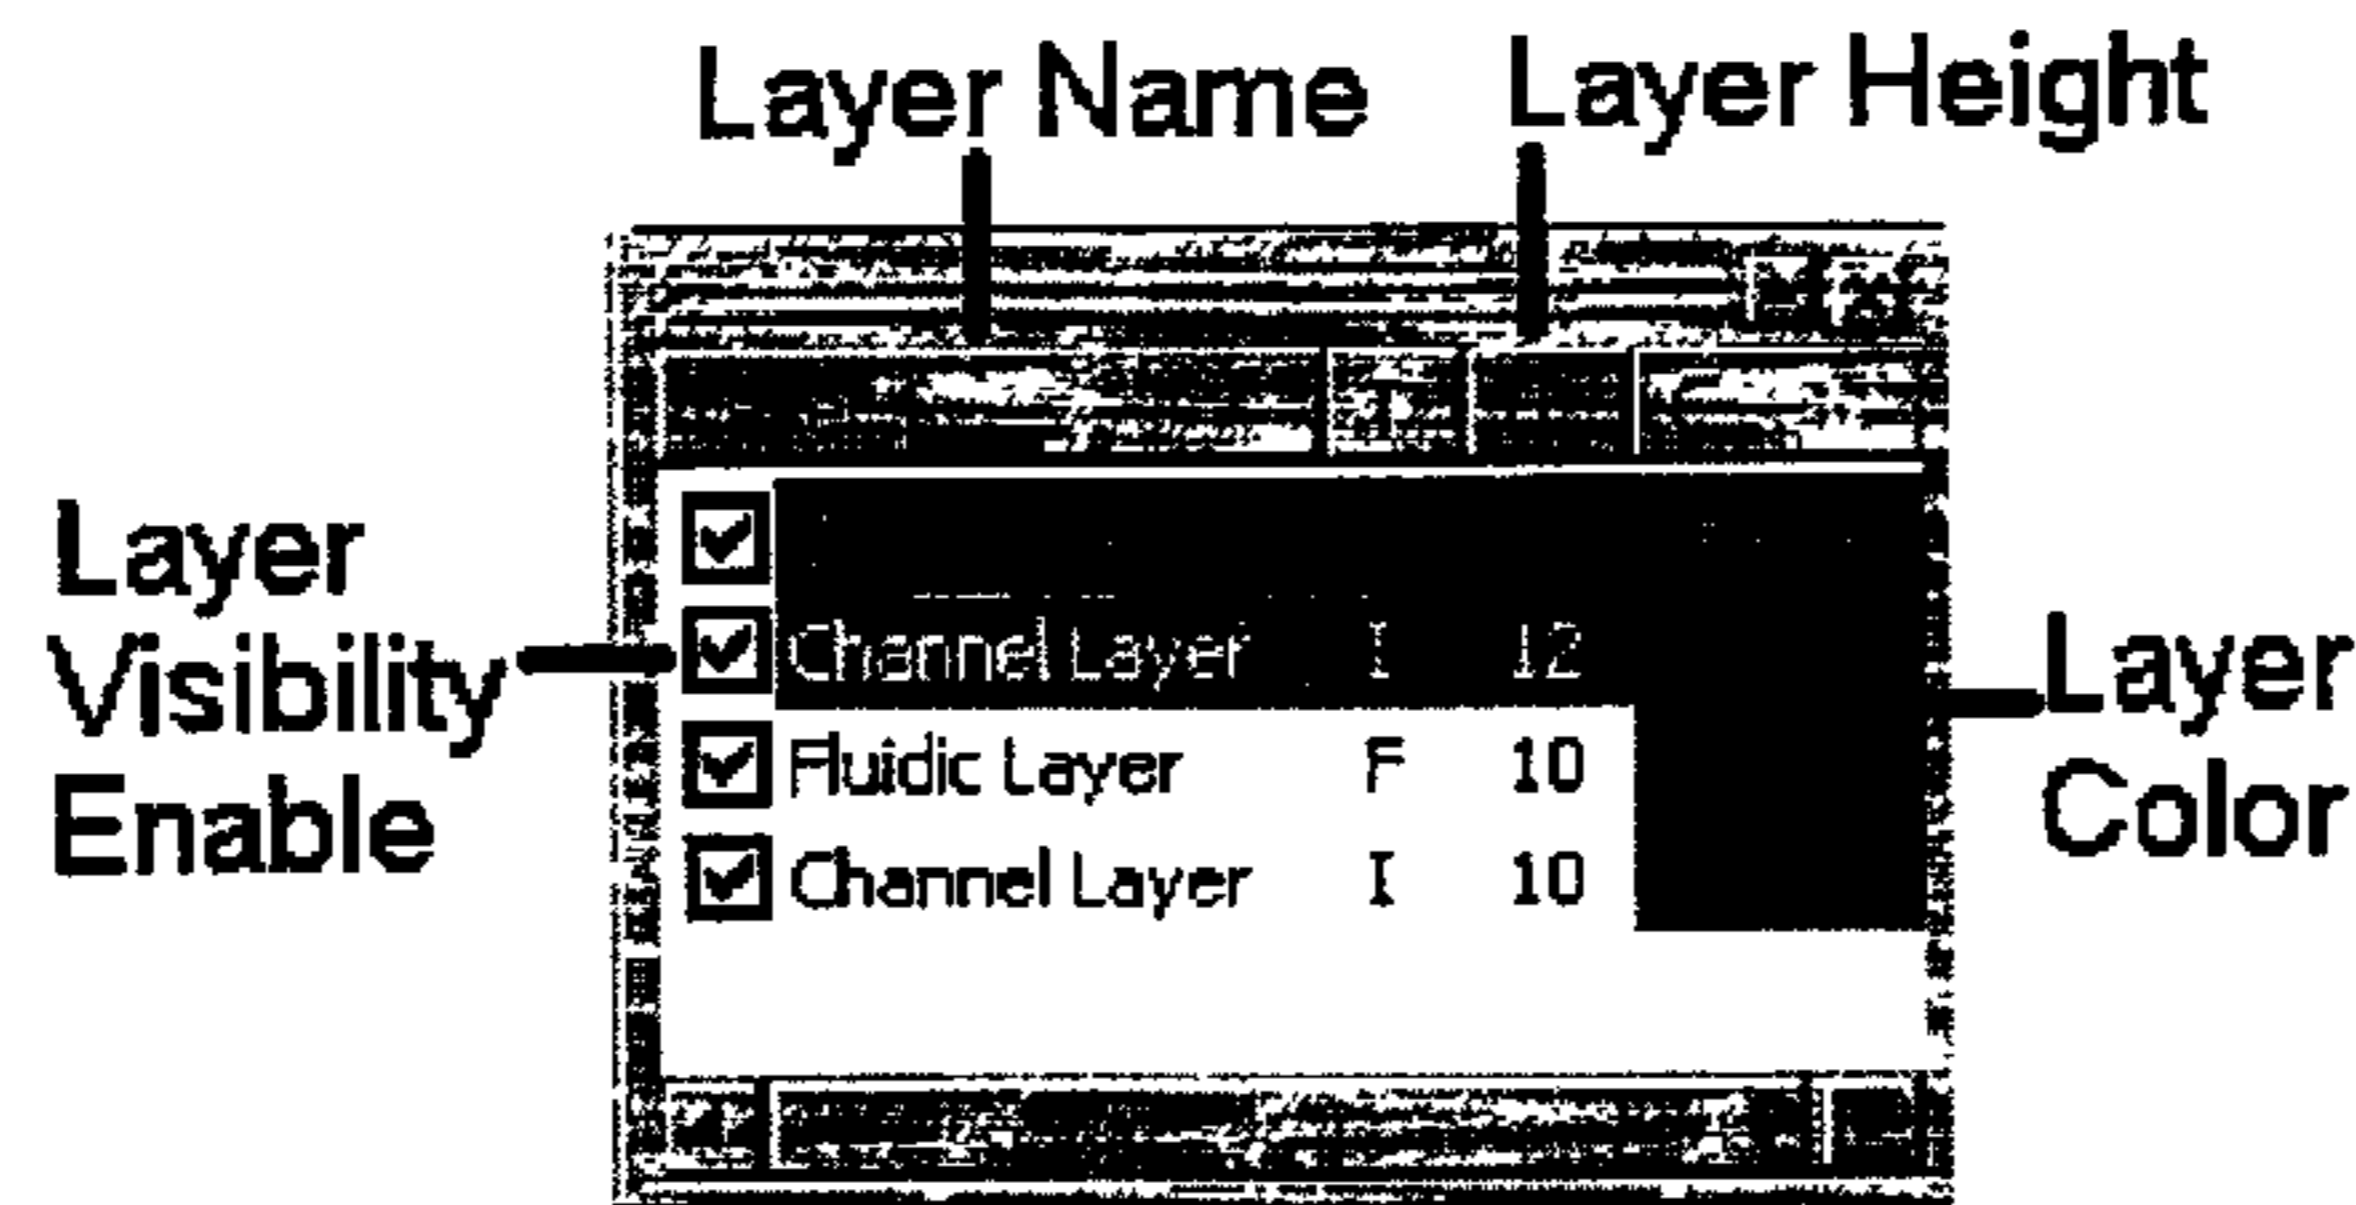 Layer Name Layer Height
Layer
Visibility
Enable
Channel Layer I 12
Fluidic Layer F 10
Channel Layer I 10
Layer
Color